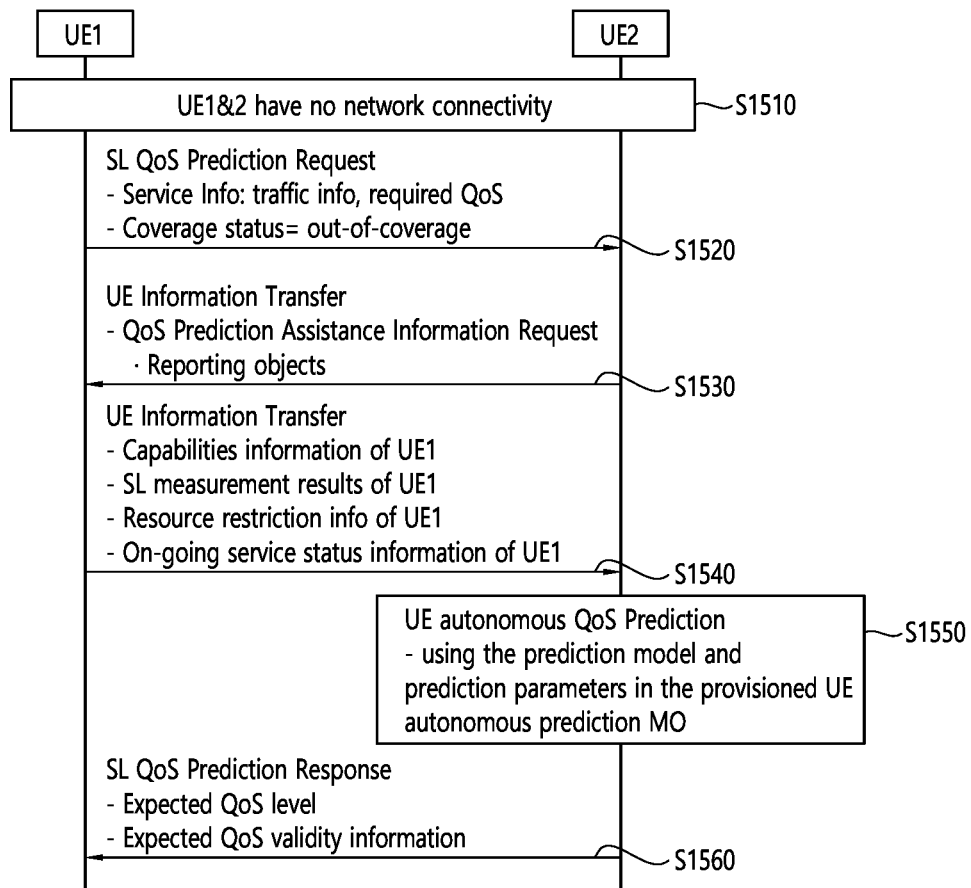 UE1
UE2
UE1&2 have no network connectivity
S1510
SL QoS Prediction Request
- Service Info: traffic info, required QoS
- Coverage status= out-of-coverage
S1520
UE Information Transfer
- QoS Prediction Assistance Information Request
· Reporting objects
S1530
UE Information Transfer
- Capabilities information of UE1
- SL measurement results of UE1
- Resource restriction info of UE1
- On-going service status information of UE1
S1540
UE autonomous QoS Prediction
- using the prediction model and
prediction parameters in the provisioned UE
autonomous prediction MO
S1550
SL QoS Prediction Response
- Expected QoS level
- Expected QoS validity information
S1560